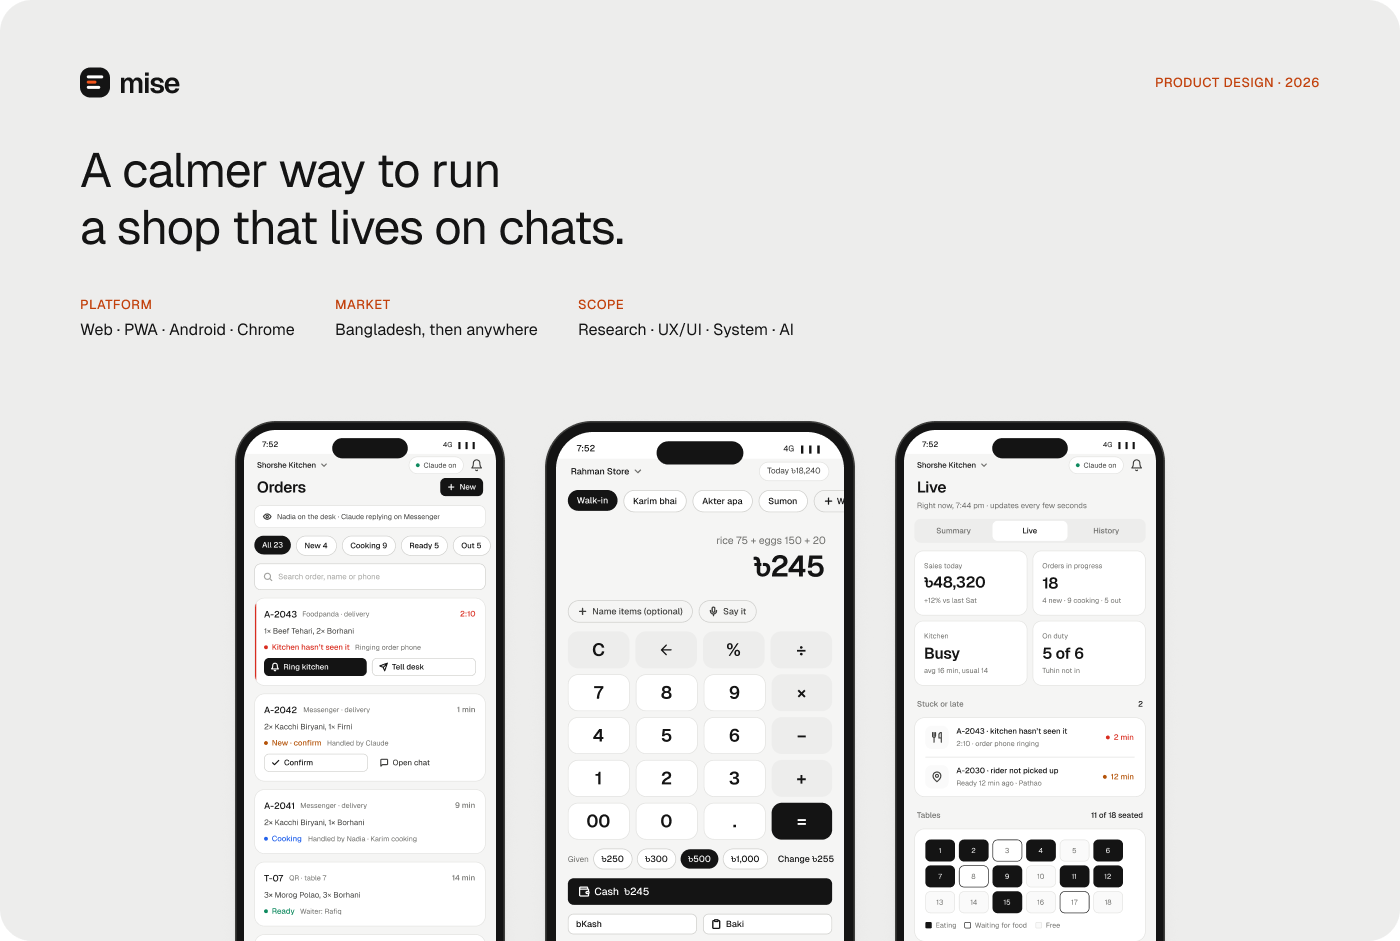 mise
PRODUCT DESIGN · 2026
A calmer way to run
a shop that lives on chats.
PLATFORM
Web · PWA · Android · Chrome
MARKET
Bangladesh, then anywhere
SCOPE
Research · UX/UI · System · AI
7:52
4G
Shorshe Kitchen
Claude on
Orders
+ New
Nadia on the desk · Claude replying on Messenger
All 23
New 4
Cooking 9
Ready 5
Out 5
Search order, name or phone
A-2043 Foodpanda · delivery 2:10
1× Beef Tehari, 2× Borhani
Kitchen hasn't seen it Ringing order phone
Ring kitchen
Tell desk
A-2042 Messenger · delivery 1 min
2× Kacchi Biryani, 1× Firni
New · confirm Handled by Claude
Confirm
Open chat
A-2041 Messenger · delivery 9 min
2× Kacchi Biryani, 1× Borhani
Cooking Handled by Nadia · Karim cooking
T-07 QR · table 7 14 min
3× Morog Polao, 3× Borhani
Ready Waiter: Rafiq
7:52
4G
Rahman Store
Today ৳18,240
Walk-in
Karim bhai
Akter apa
Sumon
+ W
rice 75 + eggs 150 + 20
৳245
+ Name items (optional)
Say it
C ← % ÷
7 8 9 ×
4 5 6 −
1 2 3 +
00 0 . =
Given ৳250 ৳300 ৳500 ৳1,000 Change ৳255
Cash ৳245
bKash
Baki
7:52
4G
Shorshe Kitchen
Claude on
Live
Right now, 7:44 pm · updates every few seconds
Summary
Live
History
Sales today
৳48,320
+12% vs last Sat
Orders in progress
18
4 new · 9 cooking · 5 out
Kitchen
Busy
avg 16 min, usual 14
On duty
5 of 6
Tuhin not in
Stuck or late 2
A-2043 · kitchen hasn't seen it
2:10 · order phone ringing
2 min
A-2030 · rider not picked up
Ready 12 min ago · Pathao
12 min
Tables 11 of 18 seated
1 2 3 4 5 6
7 8 9 10 11 12
13 14 15 16 17 18
Eating Waiting for food Free